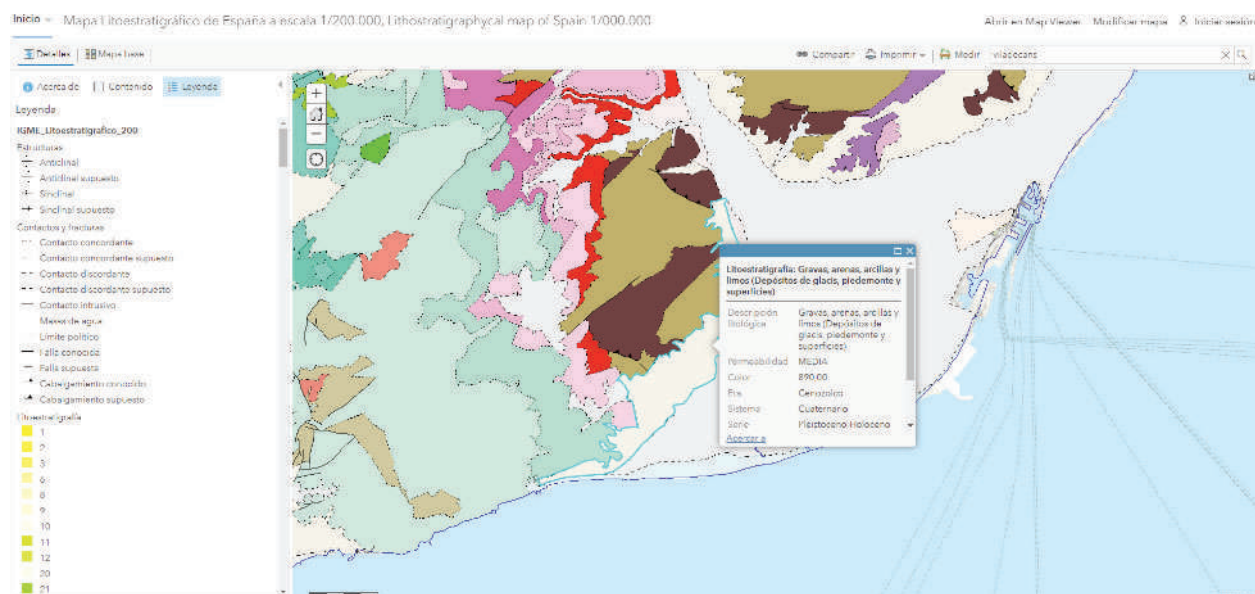 Inicio
Mapa Litoestratigráfico de España a escala 1/200.000, Lithostratigraphycal map of Spain 1/000.000
Abrir en Map Viewer
Modificar mapa
Iniciar sesión
Detalles
Mapa base
Compartir
Imprimir
Medir
viladecans
Acerca de
Contenido
Leyenda
Leyenda
IGME_Litoestratigrafico_200
Estructuras
Anticlinal
Anticlinal supuesto
Sinclinal
Sinclinal supuesto
Contactos y fracturas
Contacto concordante
Contacto concordante supuesto
Contacto discordante
Contacto discordante supuesto
Contacto intrusivo
Masas de agua
Límite político
Falla conocida
Falla supuesta
Cabalgamiento conocido
Cabalgamiento supuesto
Litoestratigrafía
1
2
3
6
8
9
10
11
12
20
21
+
−
Litoestratigrafía: Gravas, arenas, arcillas y
limos (Depósitos de glacis, piedemonte y
superficies)
Descripción litológica
Gravas, arenas, arcillas y
limos (Depósitos de
glacis, piedemonte y
superficies)
Permeabilidad MEDIA
Color 890,00
Era Cenozoico
Sistema Cuaternario
Serie Pleistoceno-Holoceno
Acercar a